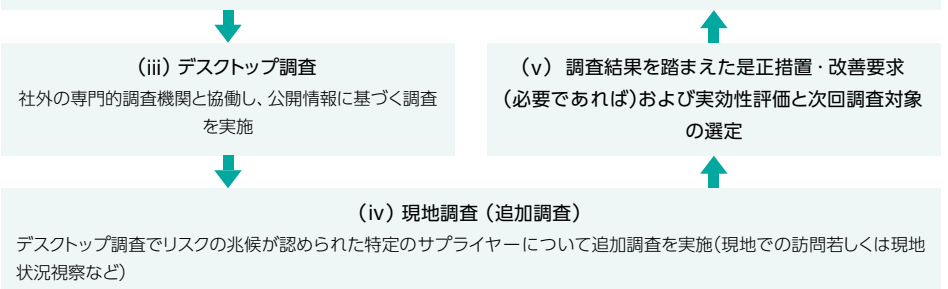 (iii) デスクトップ調査
社外の専門的調査機関と協働し、公開情報に基づく調査
を実施
(v) 調査結果を踏まえた是正措置・改善要求
(必要であれば)および実効性評価と次回調査対象
の選定
(iv) 現地調査 (追加調査)
デスクトップ調査でリスクの兆候が認められた特定のサプライヤーについて追加調査を実施(現地での訪問若しくは現地
状況視察など)